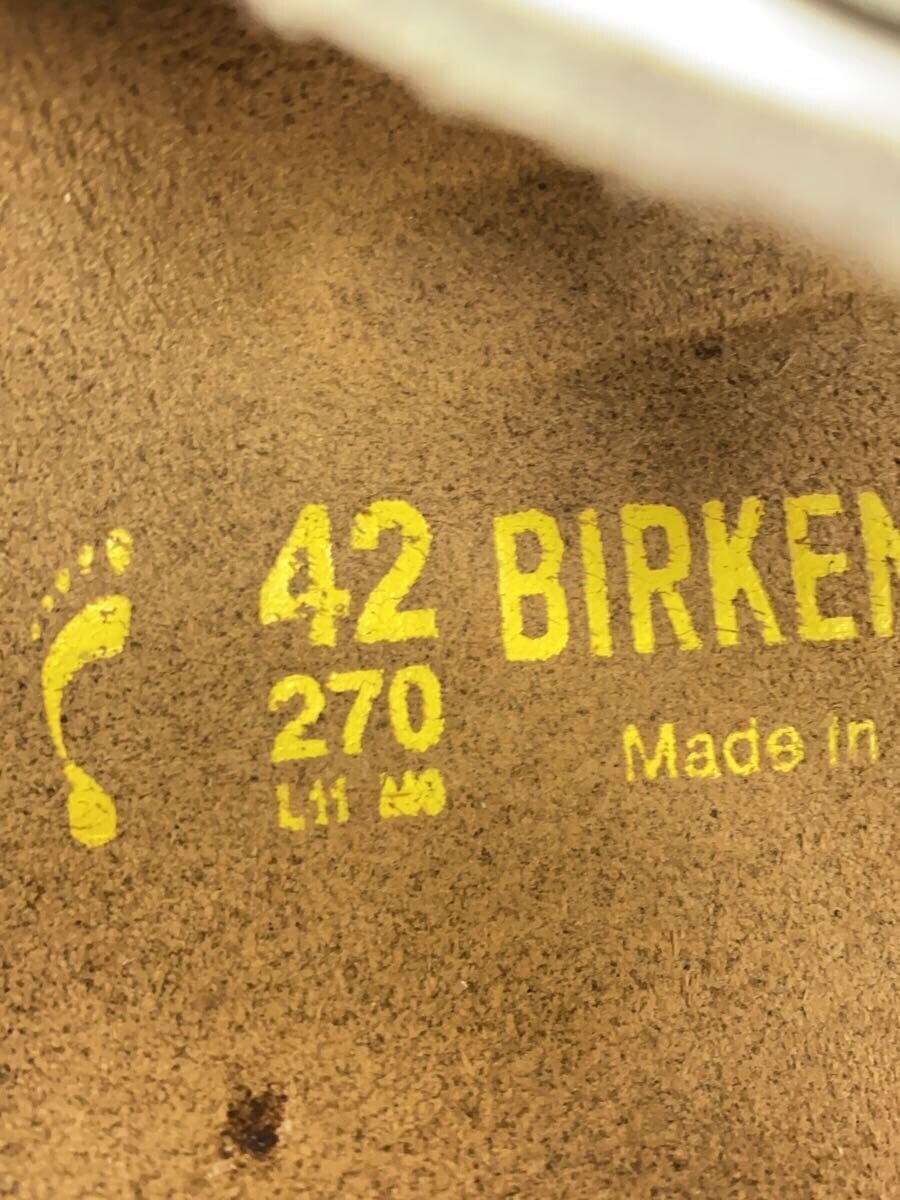 42 BIRKEN
270 Made in
L11